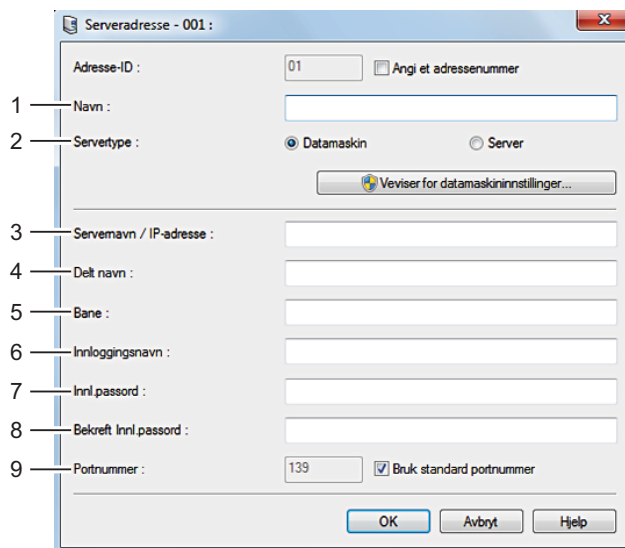 Serveradresse - 001 :
Adresse-ID : 01 Angi et adressenummer
1 Navn :
2 Servertype : Datamaskin Server
Veviser for datamaskininnstillinger...
3 Servernavn / IP-adresse :
4 Delt navn :
5 Bane :
6 Innloggingsnavn :
7 Innl.passord :
8 Bekreft Innl.passord :
9 Portnummer : 139 Bruk standard portnummer
OK Avbryt Hjelp